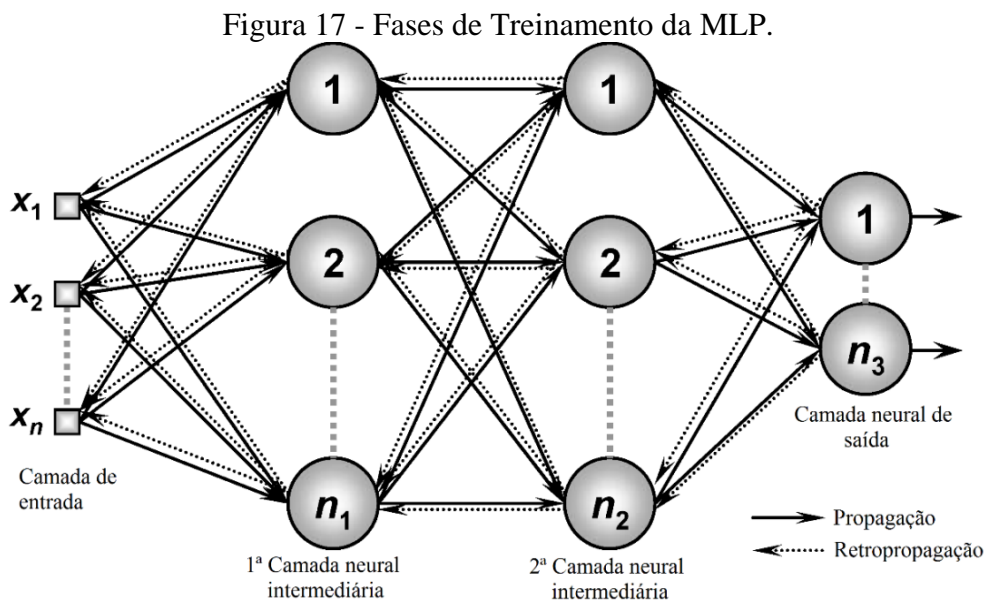 Figura 17 - Fases de Treinamento da MLP.
1
1
x1
2
2
1
x2
n3
xn
Camada neural de
saída
Camada de
entrada
n1
n2
Propagação
Retropropagação
1ª Camada neural
intermediária
2ª Camada neural
intermediária